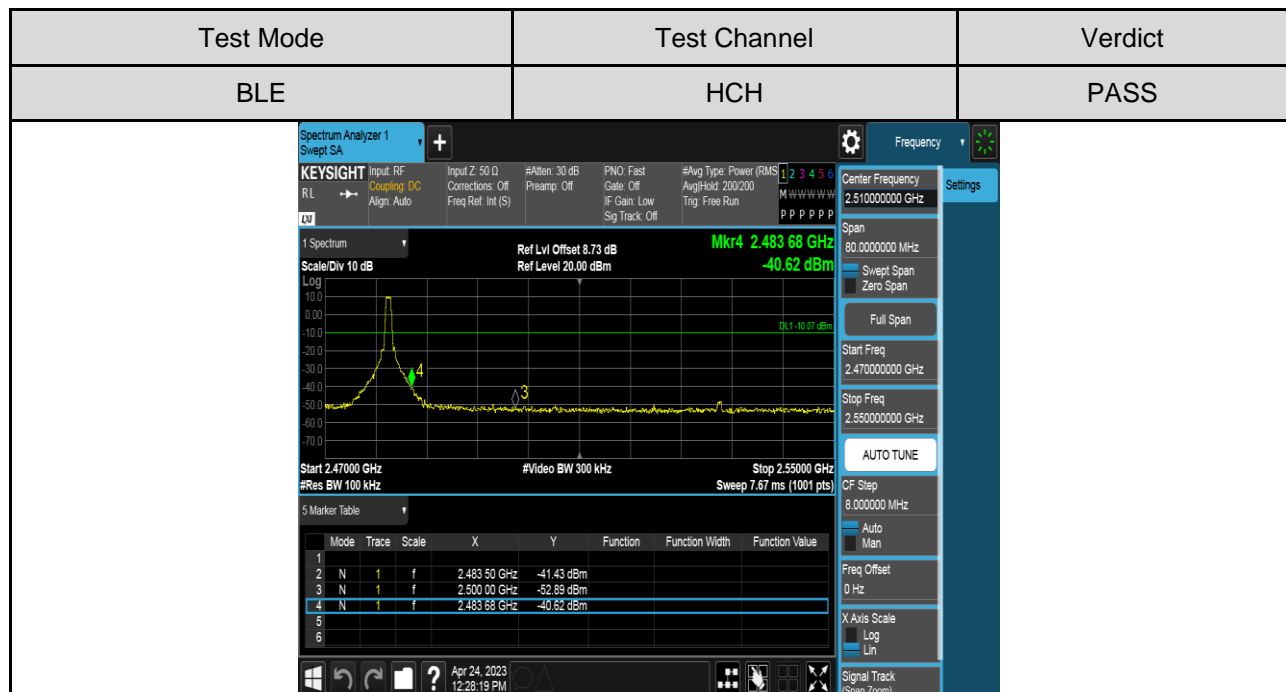 Test Mode Test Channel Verdict
BLE HCH PASS
Spectrum Analyzer 1
Swept SA
+
Frequency
KEYSIGHT Input: RF Input Z: 50 Ω #Atten: 30 dB PNO: Fast #Avg Type: Power (RMS 1 2 3 4 5 6
RL Coupling: DC Corrections: Off Preamp: Off Gate: Off Avg|Hold: 200/200 M W W W W W
Align: Auto Freq Ref: Int (S) IF Gain: Low Trig: Free Run
LXI Sig Track: Off P P P P P P
1 Spectrum
Ref Lvl Offset 8.73 dB Mkr4 2.483 68 GHz
Scale/Div 10 dB Ref Level 20.00 dBm -40.62 dBm
Log
10.0
0.00
DL1 -10.07 dBm
-10.0
-20.0
-30.0
4
-40.0
3
-50.0
-60.0
-70.0
Start 2.47000 GHz #Video BW 300 kHz Stop 2.55000 GHz
#Res BW 100 kHz Sweep 7.67 ms (1001 pts)
5 Marker Table
Mode Trace Scale X Y Function Function Width Function Value
1
2 N 1 f 2.483 50 GHz -41.43 dBm
3 N 1 f 2.500 00 GHz -52.89 dBm
4 N 1 f 2.483 68 GHz -40.62 dBm
5
6
? Apr 24, 2023
12:28:19 PM
Center Frequency
2.510000000 GHz
Settings
Span
80.0000000 MHz
Swept Span
Zero Span
Full Span
Start Freq
2.470000000 GHz
Stop Freq
2.550000000 GHz
AUTO TUNE
CF Step
8.000000 MHz
Auto
Man
Freq Offset
0 Hz
X Axis Scale
Log
Lin
Signal Track
(Span Zoom)